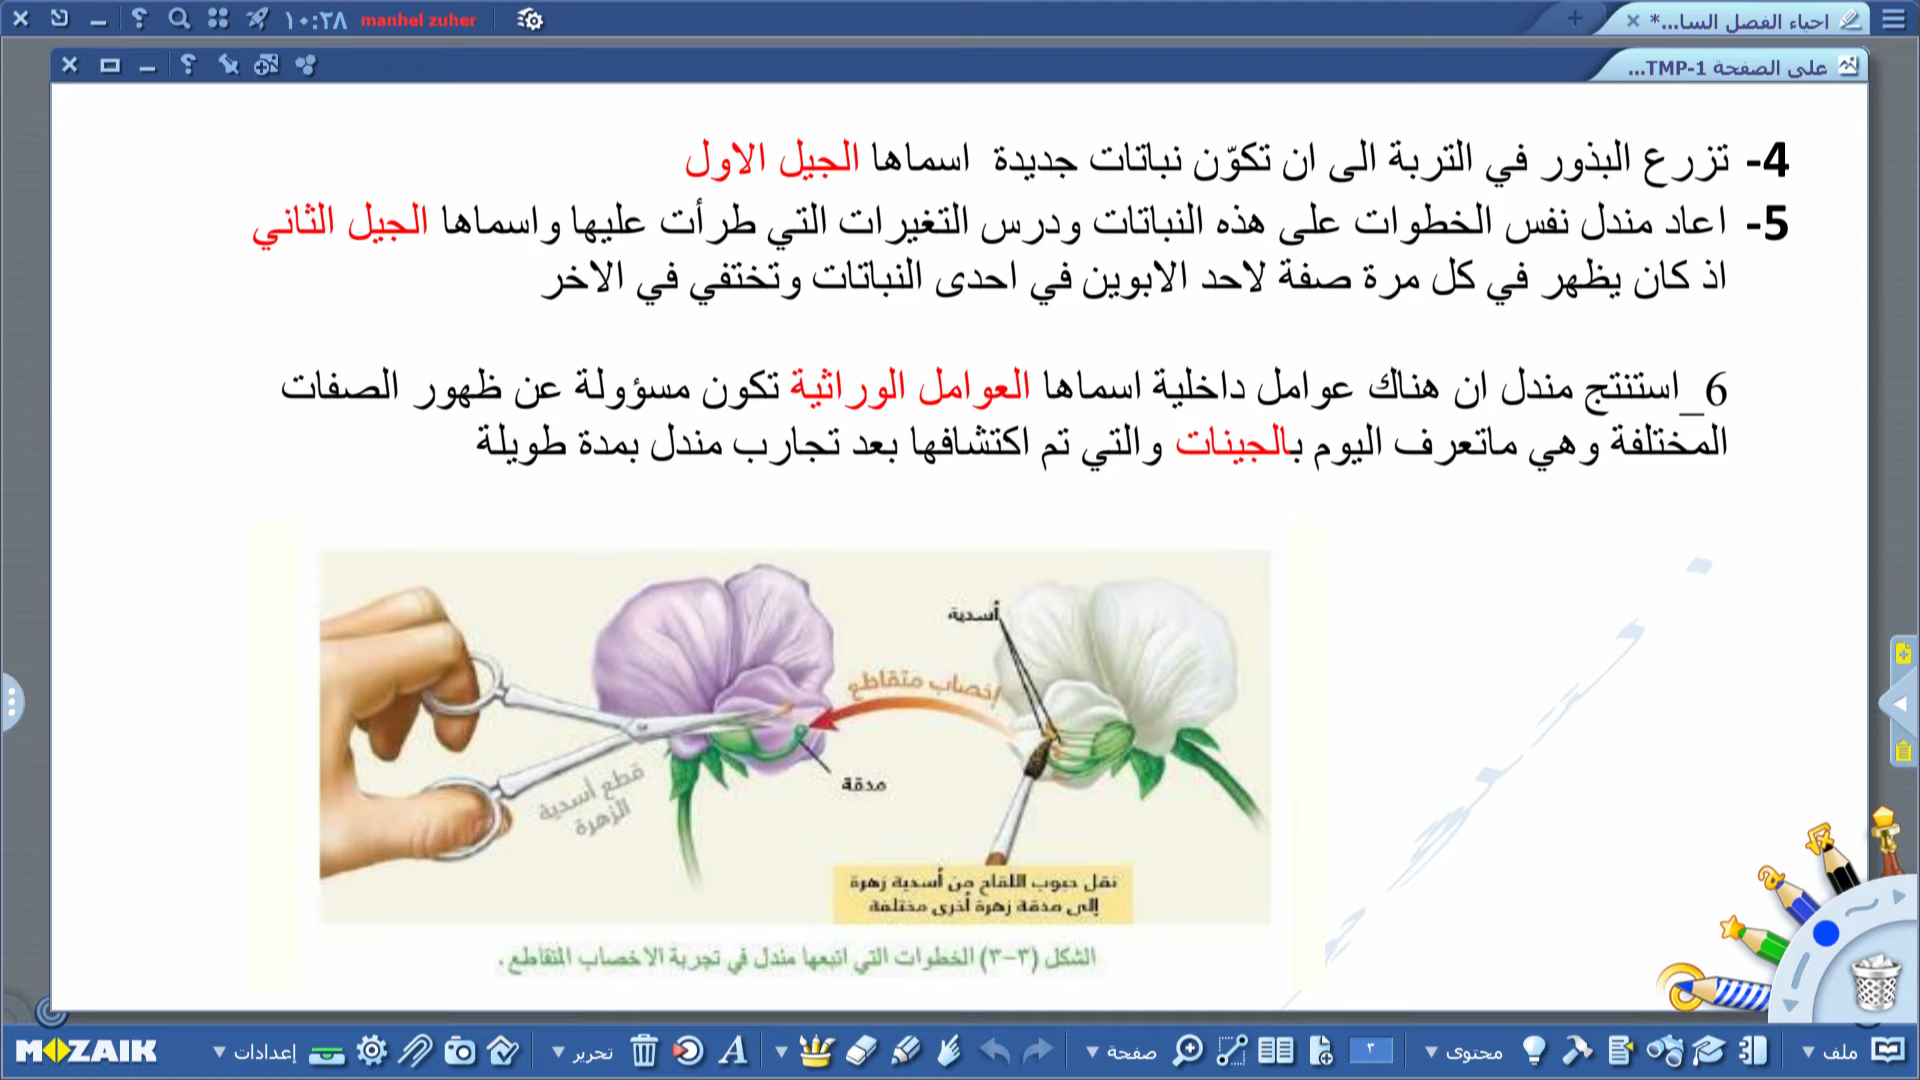 احياء الفصل السا...*
manhel zuher
١٠:٢٨
على الصفحة TMP-1...
4- تزرع البذور في التربة الى ان تكوّن نباتات جديدة اسماها الجيل الاول
5- اعاد مندل نفس الخطوات على هذه النباتات ودرس التغيرات التي طرأت عليها واسماها الجيل الثاني
اذ كان يظهر في كل مرة صفة لاحد الابوين في احدى النباتات وتختفي في الاخر
6_استنتج مندل ان هناك عوامل داخلية اسماها العوامل الوراثية تكون مسؤولة عن ظهور الصفات
المختلفة وهي ماتعرف اليوم بالجينات والتي تم اكتشافها بعد تجارب مندل بمدة طويلة
أسدية
إخصاب متقاطع
مدقة
قطع أسدية
الزهرة
نقل حبوب اللقاح من أسدية زهرة
إلى مدقة زهرة أخرى مختلفة
الشكل (٣-٣) الخطوات التي اتبعها مندل في تجربة الاخصاب المتقاطع.
ملف
محتوى
٣
صفحة
تحرير
إعدادات
MOZAIK